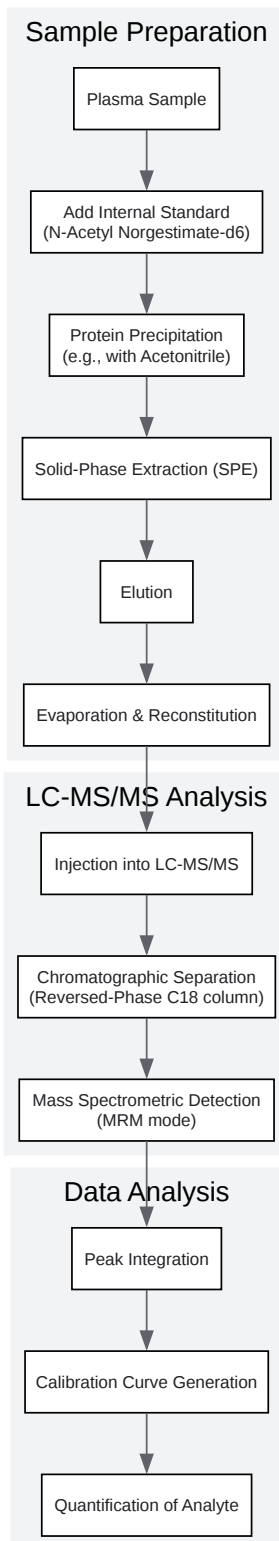 Sample Preparation
Plasma Sample
Add Internal Standard
(N-Acetyl Norgestimate-d6)
Protein Precipitation
(e.g., with Acetonitrile)
Solid-Phase Extraction (SPE)
Elution
Evaporation & Reconstitution
LC-MS/MS Analysis
Injection into LC-MS/MS
Chromatographic Separation
(Reversed-Phase C18 column)
Mass Spectrometric Detection
(MRM mode)
Data Analysis
Peak Integration
Calibration Curve Generation
Quantification of Analyte